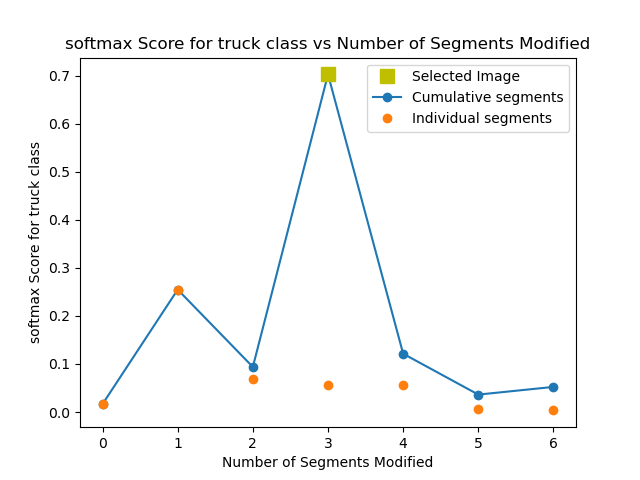 softmax Score for truck class vs Number of Segments Modified
Selected Image
Cumulative segments
Individual segments
softmax Score for truck class
0.7
0.6
0.5
0.4
0.3
0.2
0.1
0.0
0 1 2 3 4 5 6
Number of Segments Modified